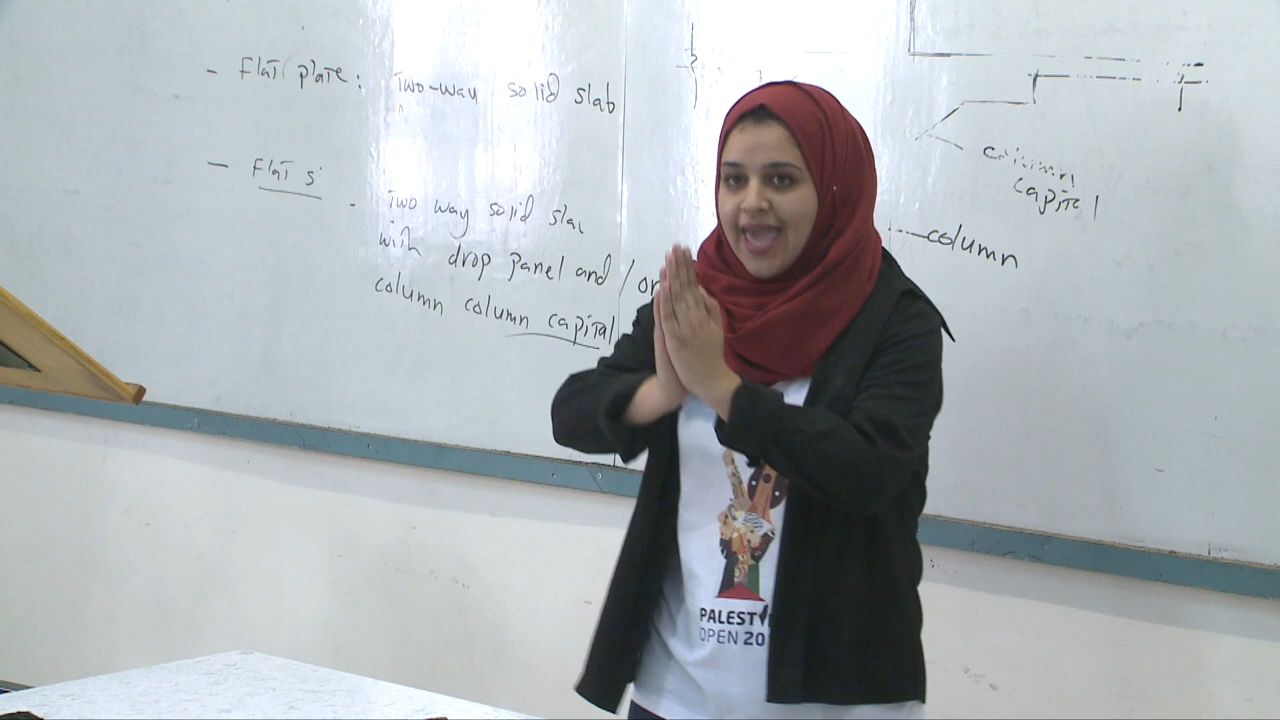 - Flat plate: Two-way solid slab
- Flat s
Two way solid sla
with drop panel and / or
column column capital
column
capital
column
PALEST
OPEN 20